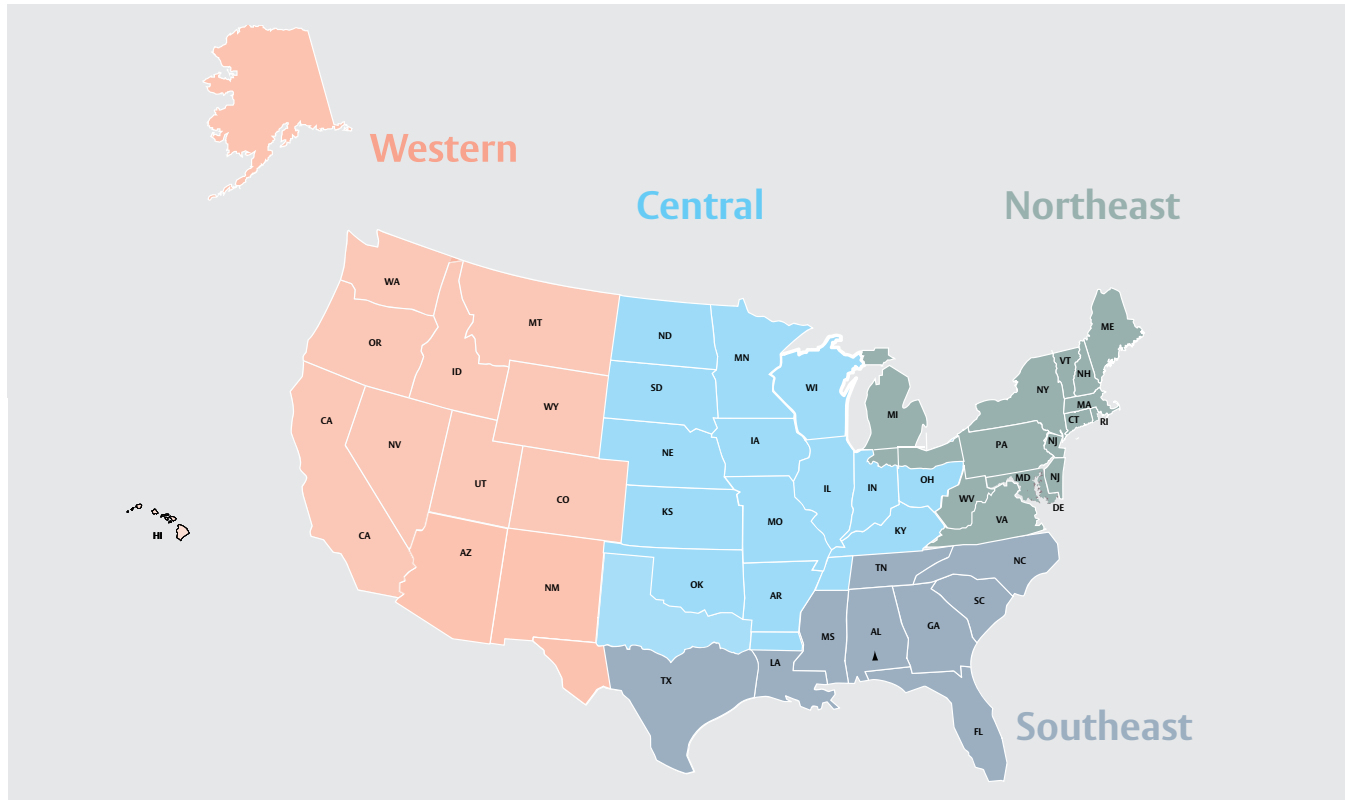 Western
Central
Northeast
Southeast
WA
OR
CA
CA
NV
ID
MT
WY
UT
CO
AZ
NM
HI
ND
SD
NE
KS
OK
MN
IA
MO
AR
WI
IL
IN
OH
KY
MI
ME
VT
NH
NY
MA
CT
RI
PA
NJ
NJ
MD
DE
WV
VA
TN
NC
SC
MS
AL
GA
LA
TX
FL